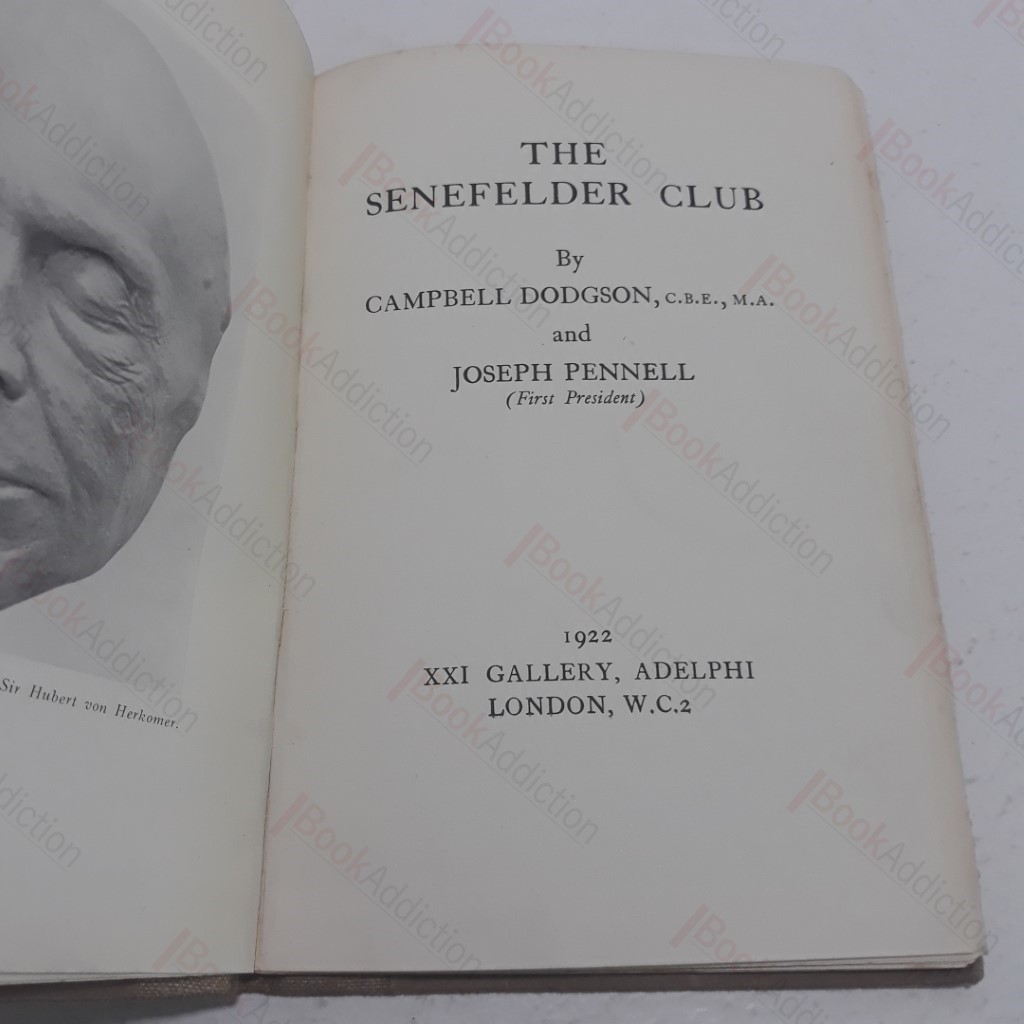 Sir Hubert von Herkomer.
THE
SENEFELDER CLUB
By
CAMPBELL DODGSON, C.B.E., M.A.
and
JOSEPH PENNELL
(First President)
1922
XXI GALLERY, ADELPHI
LONDON, W.C.2
BookAddiction